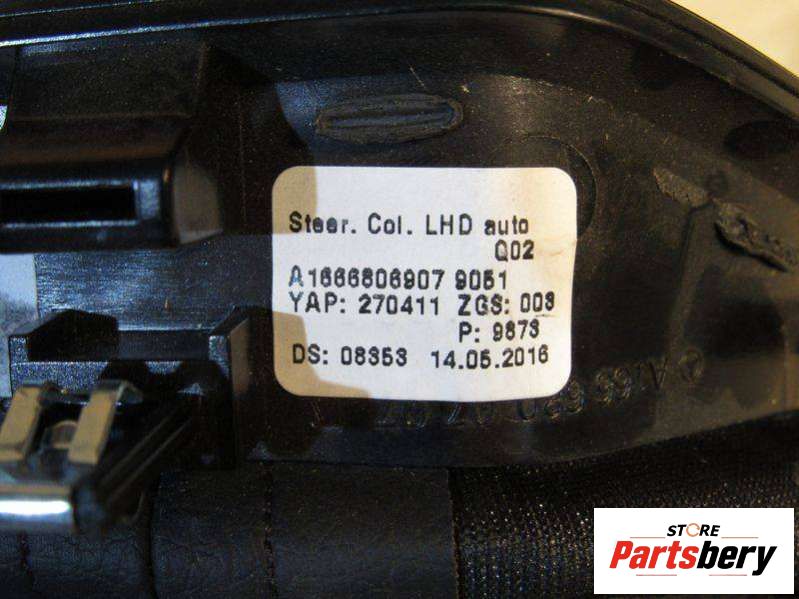 Steer. Col. LHD auto
Q02
A1666806907 9051
YAP: 270411 ZGS: 003
P: 9873
DS: 08353 14.05.2016
STORE
Partsbery